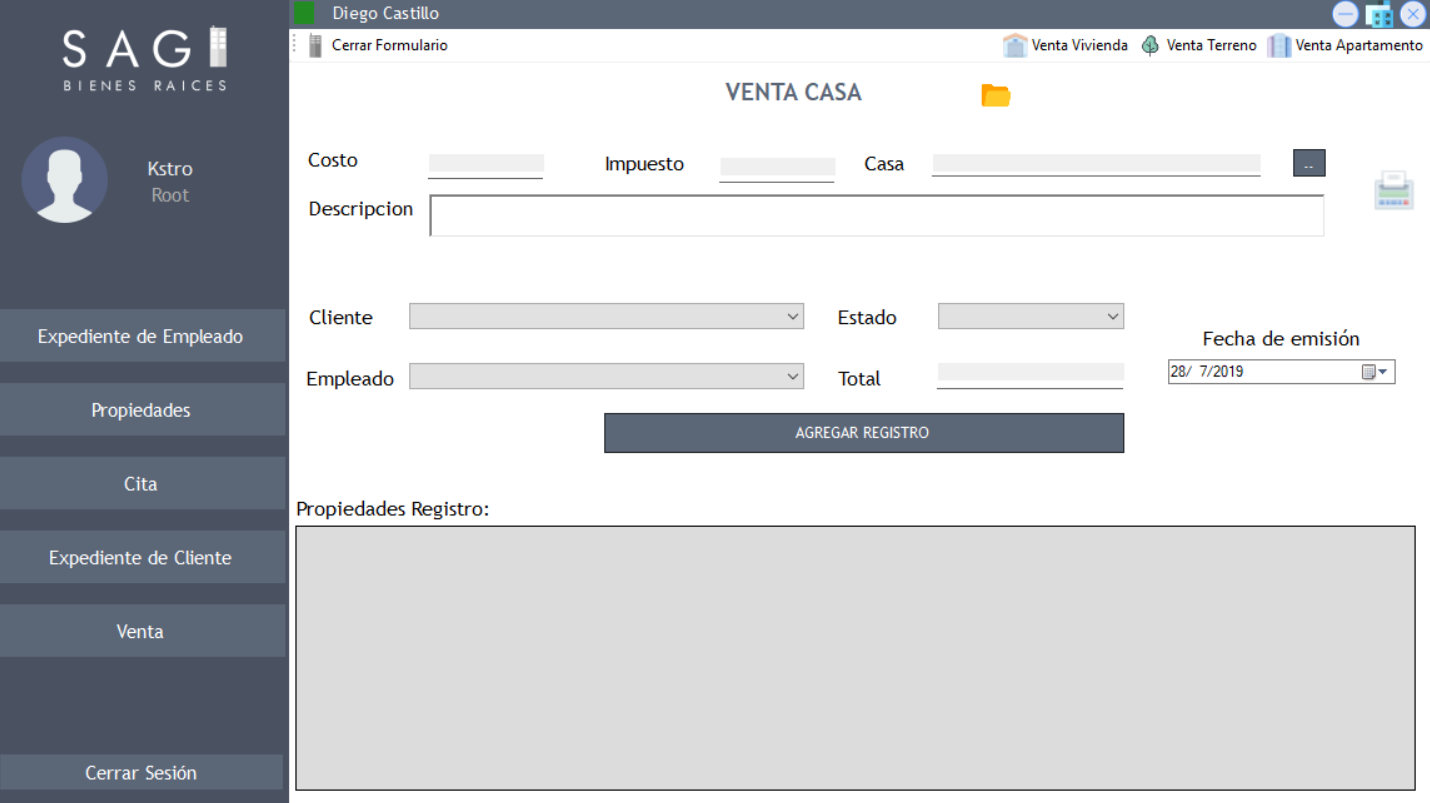 SAGI
BIENES RAICES
Kstro
Root
Expediente de Empleado
Propiedades
Cita
Expediente de Cliente
Venta
Cerrar Sesión
Diego Castillo
Cerrar Formulario
Venta Vivienda
Venta Terreno
Venta Apartamento
VENTA CASA
Costo
Impuesto
Casa
..
Descripcion
Cliente
Estado
Fecha de emisión
Empleado
Total
28/ 7/2019
AGREGAR REGISTRO
Propiedades Registro: